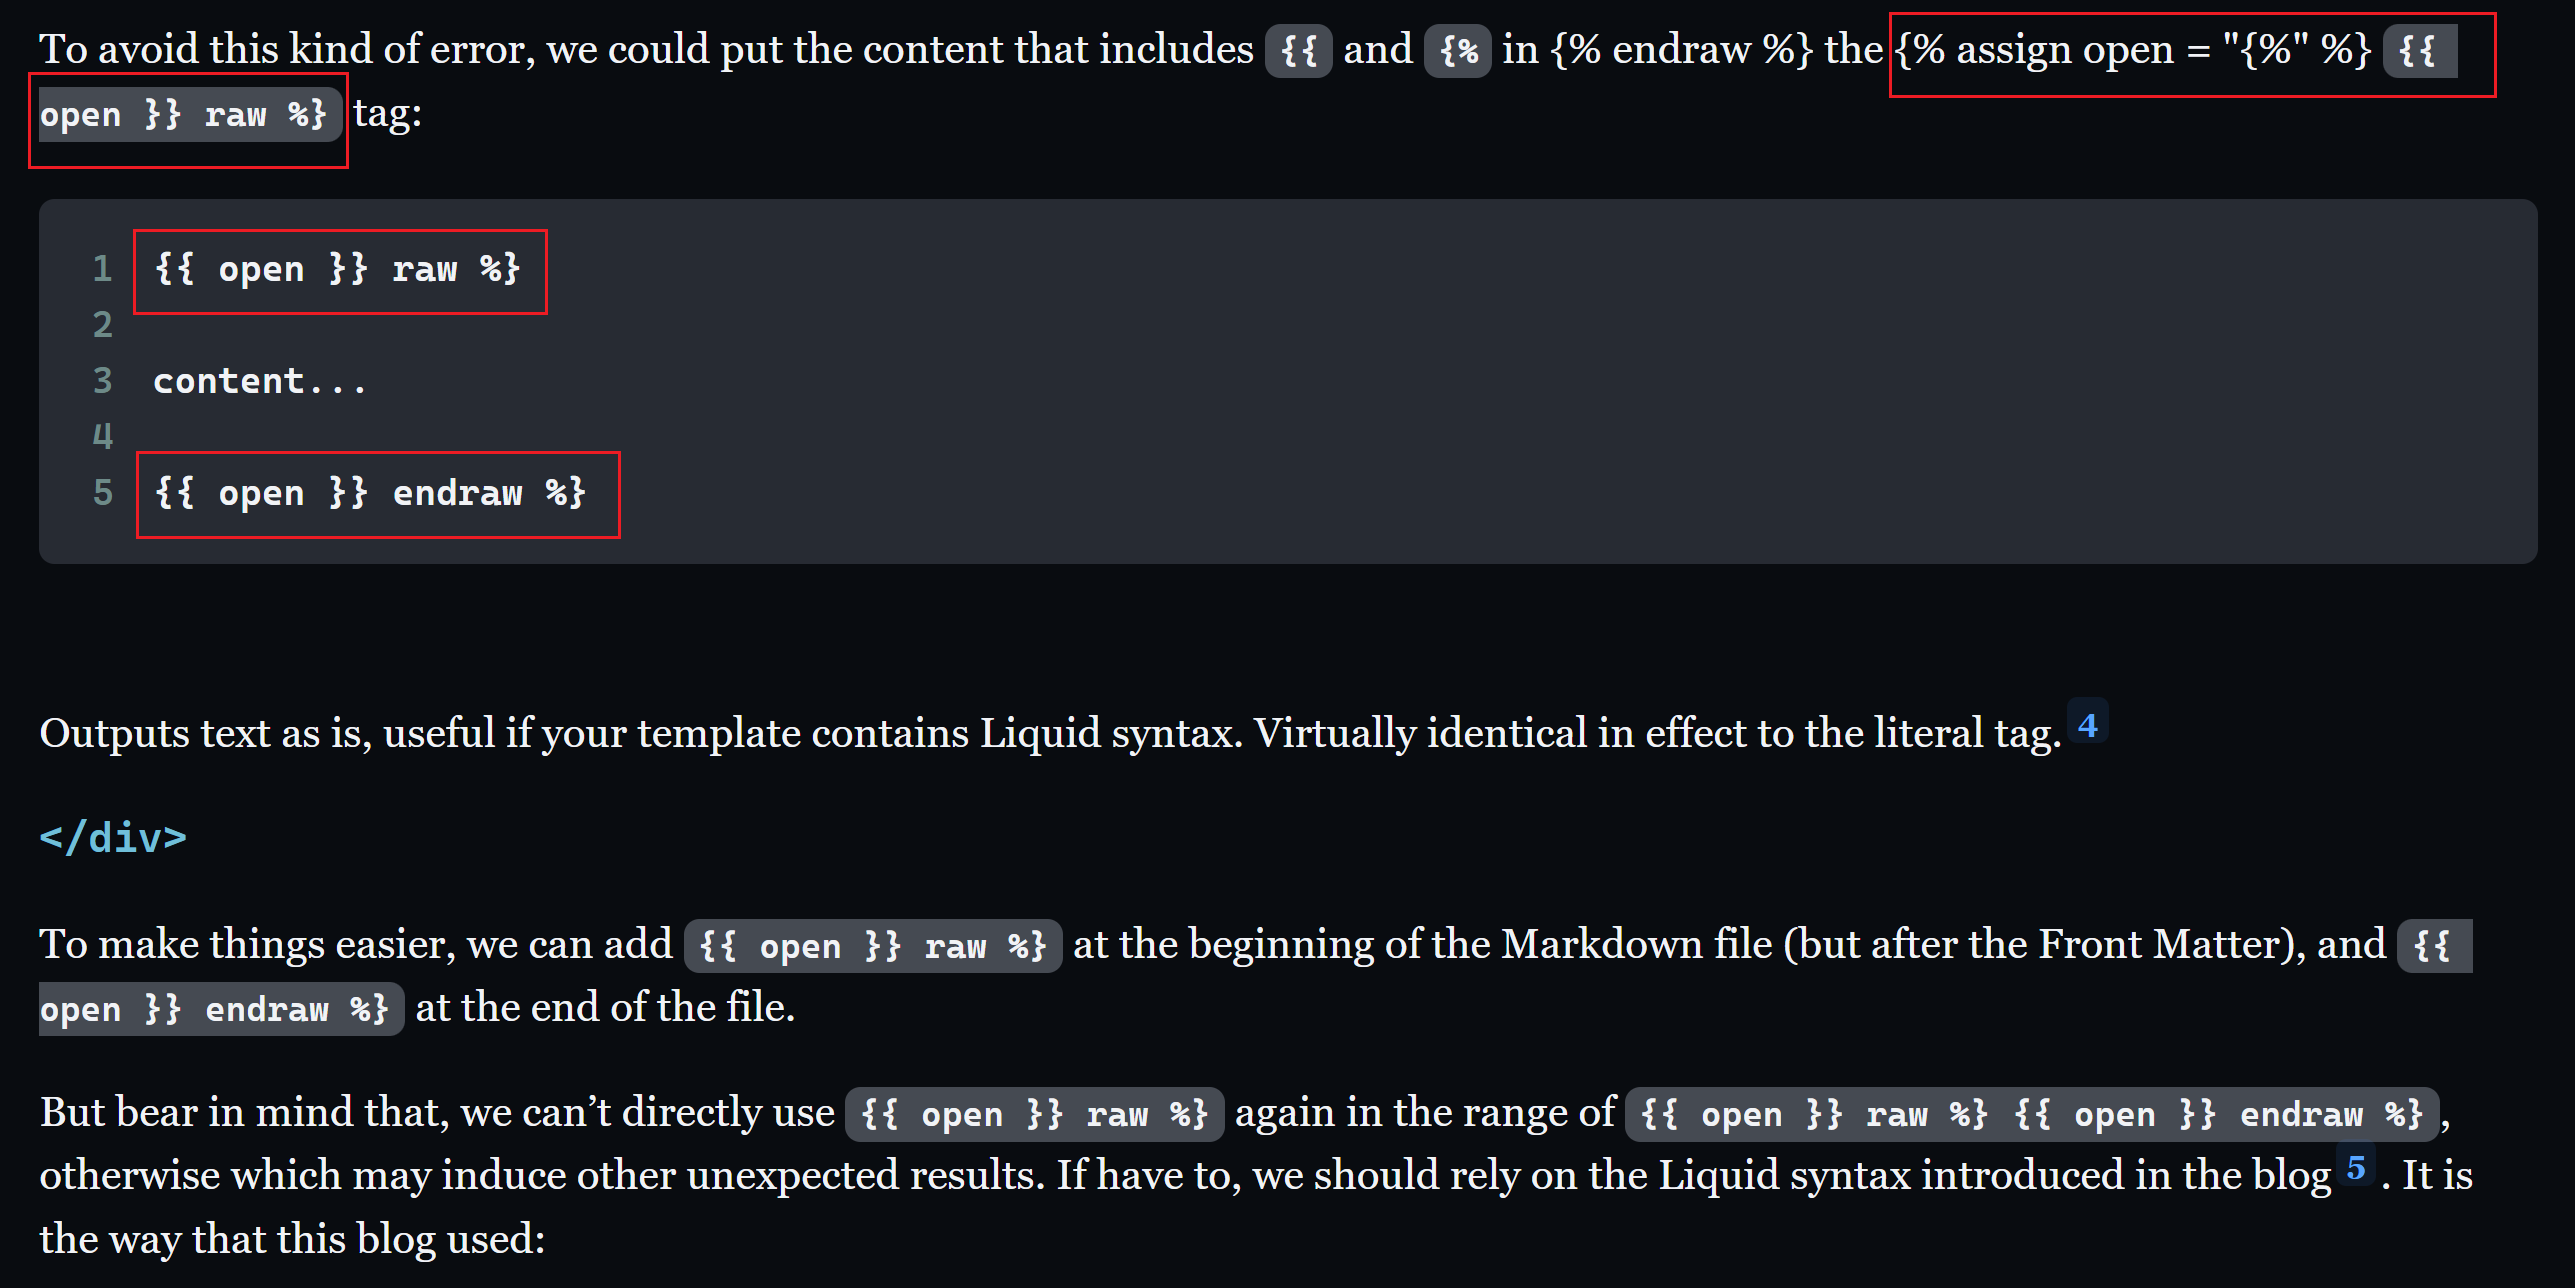 To avoid this kind of error, we could put the content that includes {{ and {% in {% endraw %} the {% assign open = "{%" %} {{
open }} raw %} tag:
1 {{ open }} raw %}
2
3 content...
4
5 {{ open }} endraw %}
Outputs text as is, useful if your template contains Liquid syntax. Virtually identical in effect to the literal tag. 4
</div>
To make things easier, we can add {{ open }} raw %} at the beginning of the Markdown file (but after the Front Matter), and {{
open }} endraw %} at the end of the file.
But bear in mind that, we can’t directly use {{ open }} raw %} again in the range of {{ open }} raw %} {{ open }} endraw %},
otherwise which may induce other unexpected results. If have to, we should rely on the Liquid syntax introduced in the blog 5 . It is
the way that this blog used: